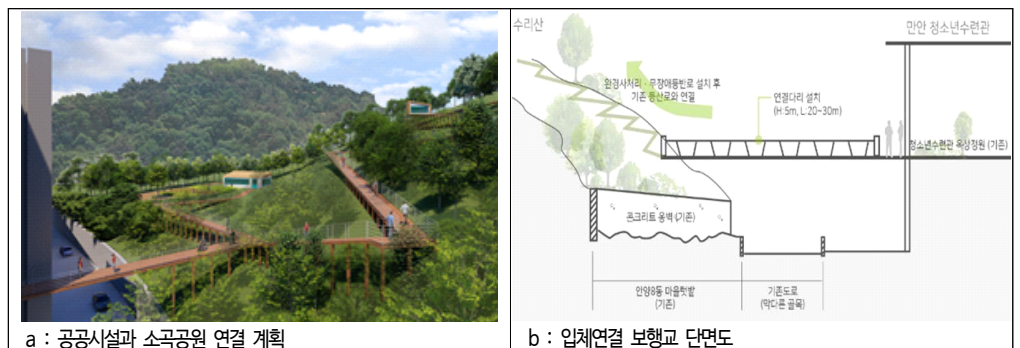 수리산
만안 청소년수련관
완경사처리·무장애동반로 설치 후
기존 등산로와 연결
연결다리 설치
(H:5m, L:20~30m)
청소년수련관 옥상정원 (기존)
콘크리트 옹벽 (기존)
안양8동 마을텃밭
(기존)
기존도로
(막다른 골목)
a : 공공시설과 소곡공원 연결 계획
b : 입체연결 보행교 단면도